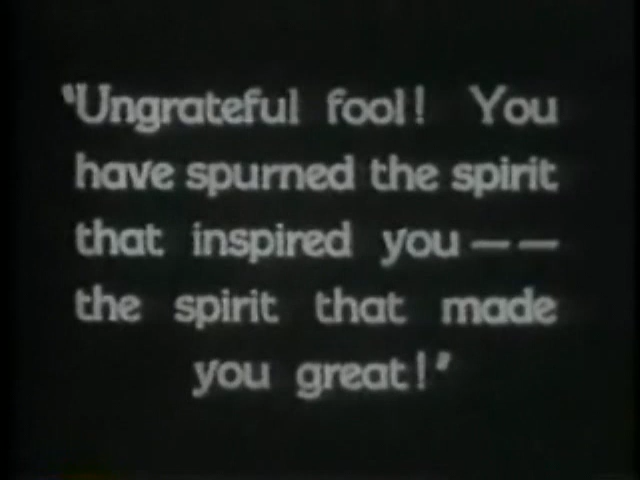 "Ungrateful fool! You
have spurned the spirit
that inspired you — —
the spirit that made
you great!"